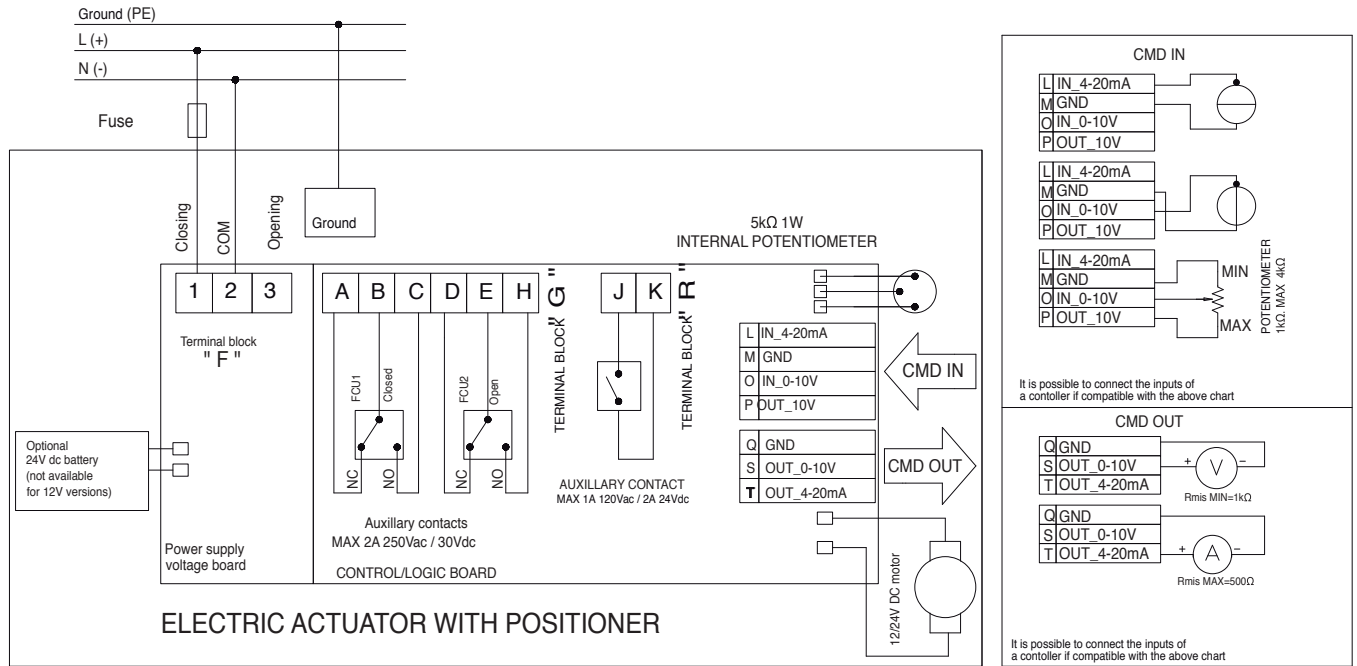 Ground (PE)
L (+)
N (-)
Fuse
Closing
COM
Opening
Ground
5kΩ 1W
INTERNAL POTENTIOMETER
1 2 3
Terminal block
" F "
A B C D E H
TERMINAL BLOCK" G "
J K
TERMINAL BLOCK" R "
FCU1
Closed
NC
NO
FCU2
Open
NC
NO
Auxillary contacts
MAX 2A 250Vac / 30Vdc
AUXILLARY CONTACT
MAX 1A 120Vac / 2A 24Vdc
L IN_4-20mA
M GND
O IN_0-10V
P OUT_10V
CMD IN
Q GND
S OUT_0-10V
T OUT_4-20mA
CMD OUT
Optional
24V dc battery
(not available
for 12V versions)
Power supply
voltage board
CONTROL/LOGIC BOARD
12/24V DC motor
ELECTRIC ACTUATOR WITH POSITIONER
CMD IN
L IN_4-20mA
M GND
O IN_0-10V
P OUT_10V
L IN_4-20mA
M GND
O IN_0-10V
P OUT_10V
L IN_4-20mA
M GND
O IN_0-10V
P OUT_10V
MIN
MAX
POTENTIOMETER
1kΩ. MAX 4kΩ
It is possible to connect the inputs of
a contoller if compatible with the above chart
CMD OUT
Q GND
S OUT_0-10V
T OUT_4-20mA
+ V −
Rmis MIN=1kΩ
Q GND
S OUT_0-10V
T OUT_4-20mA
+ A −
Rmis MAX=500Ω
It is possible to connect the inputs of
a contoller if compatible with the above chart